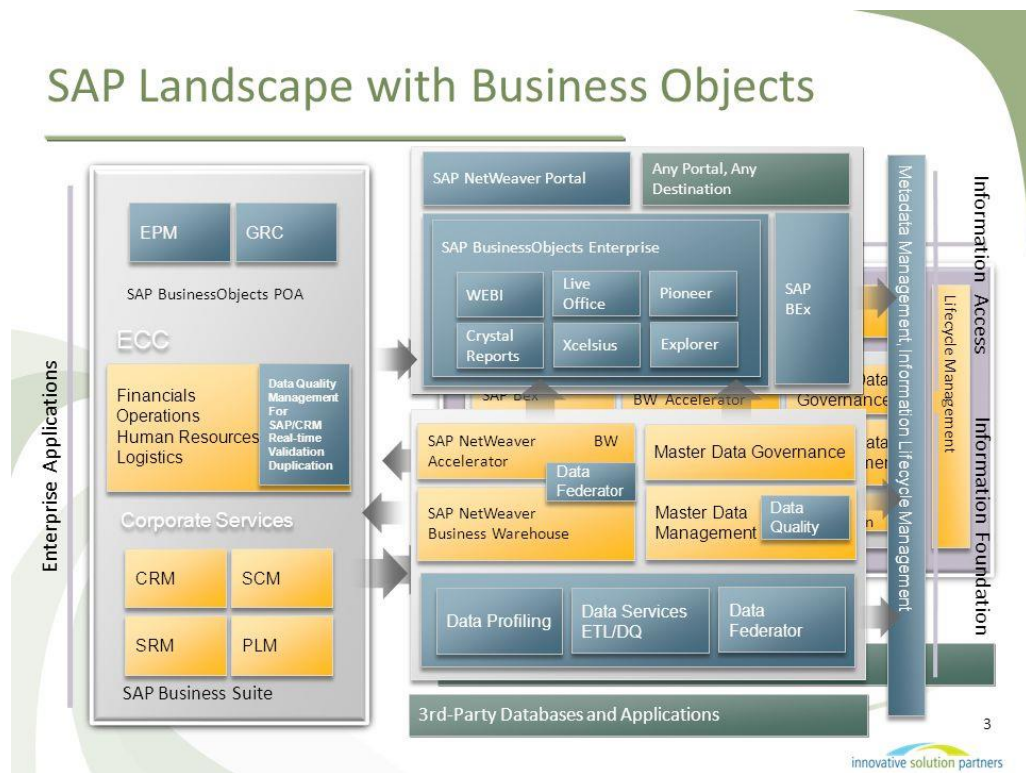 SAP Landscape with Business Objects
Enterprise Applications
EPM
GRC
SAP BusinessObjects POA
ECC
Financials
Operations
Human Resources
Logistics
Data Quality
Management
For
SAP/CRM
Real-time
Validation
Duplication
Corporate Services
CRM
SCM
SRM
PLM
SAP Business Suite
SAP NetWeaver Portal
Any Portal, Any
Destination
SAP BusinessObjects Enterprise
WEBI
Live
Office
Pioneer
Crystal
Reports
Xcelsius
Explorer
SAP
BEx
SAP Bex
BW Accelerator
Governance
SAP NetWeaver BW
Accelerator
Data
Federator
Master Data Governance
SAP NetWeaver
Business Warehouse
Master Data
Management
Data
Quality
Data Profiling
Data Services
ETL/DQ
Data
Federator
3rd-Party Databases and Applications
Metadata Management, Information Lifecycle Management
Lifecycle Management
Information Access
Information Foundation
3
innovative solution partners